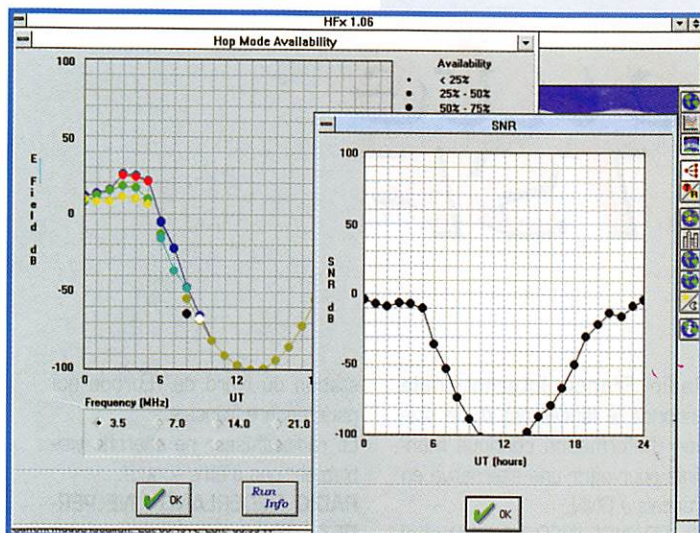 HFx 1.06
Hop Mode Availability
Availability
< 25%
25% - 50%
50% - 75%
100
50
0
-50
-100
E Field dB
0 6 12
UT
Frequency (MHz)
3.5 7.0 14.0 21.0
OK
Run Info
SNR
100
50
0
-50
-100
SNR dB
0 6 12 18 24
UT (hours)
OK